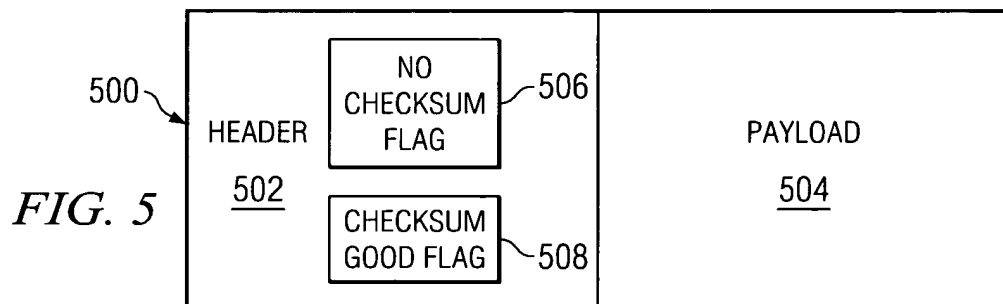 500
HEADER
502
NO
CHECKSUM
FLAG
506
CHECKSUM
GOOD FLAG
508
PAYLOAD
504
FIG. 5